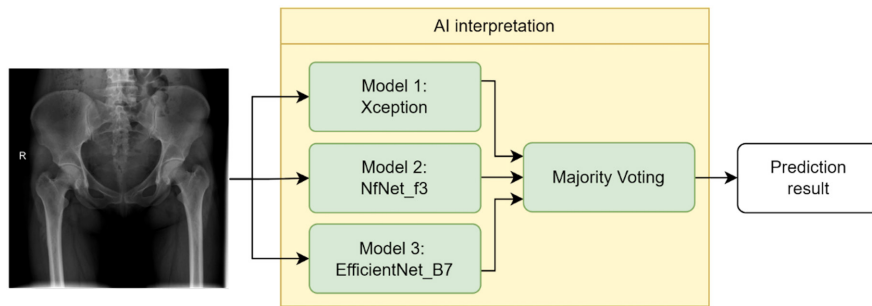 AI interpretation
R
Model 1:
Xception
Model 2:
NfNet_f3
Model 3:
EfficientNet_B7
Majority Voting
Prediction
result